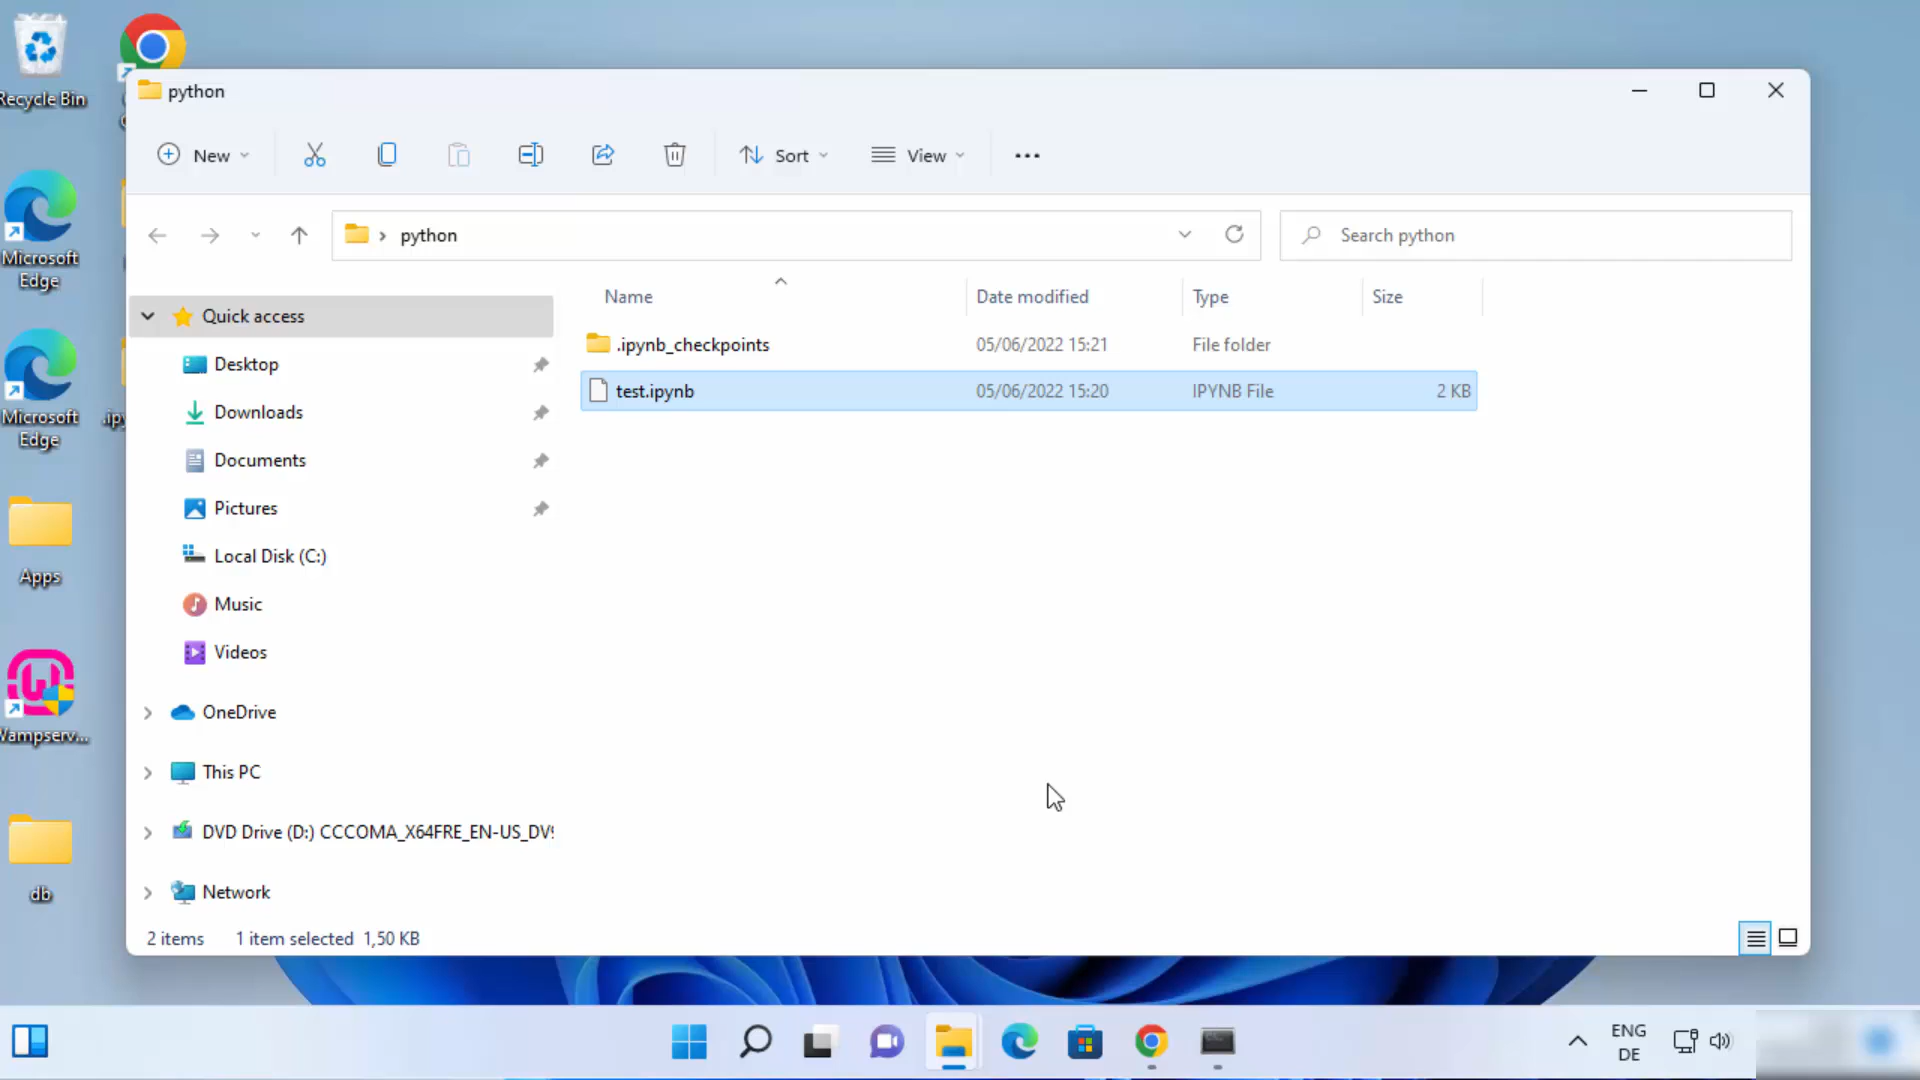 Recycle Bin
Microsoft
Edge
Microsoft
Edge
Apps
db
python
New
Sort
View
python
Search python
Name
Date modified
Type
Size
.ipynb_checkpoints
05/06/2022 15:21
File folder
test.ipynb
05/06/2022 15:20
IPYNB File
2 KB
Quick access
Desktop
Downloads
Documents
Pictures
Local Disk (C:)
Music
Videos
OneDrive
This PC
DVD Drive (D:) CCCOMA_X64FRE_EN-US_DV
Network
2 items
1 item selected 1,50 KB
ENG
DE